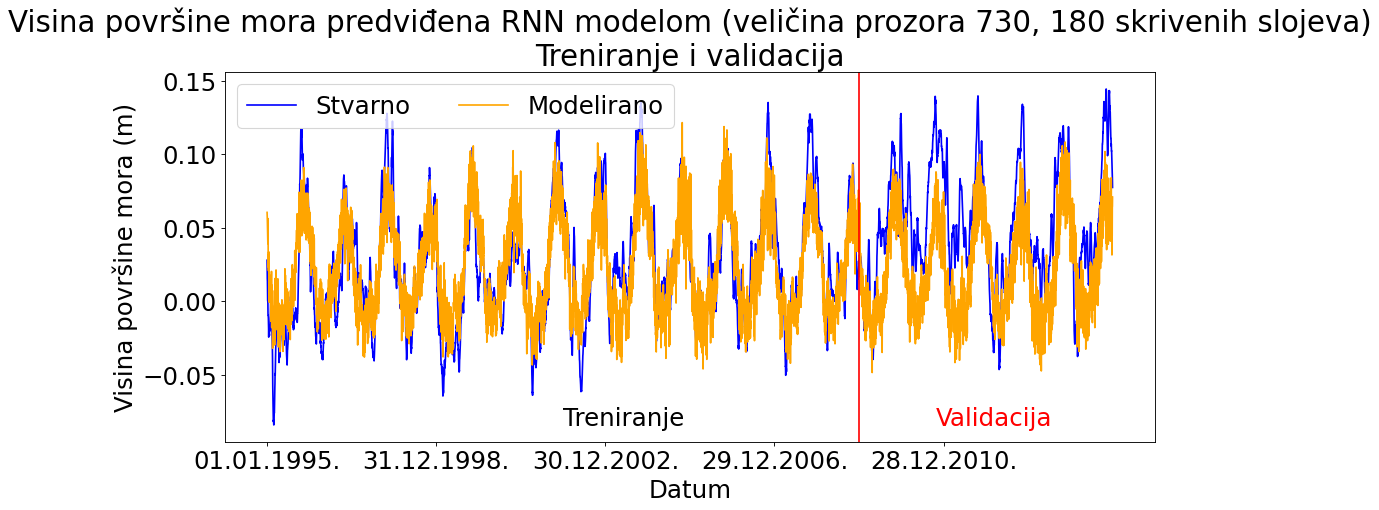 Visina površine mora predviđena RNN modelom (veličina prozora 730, 180 skrivenih slojeva)
Treniranje i validacija
Stvarno Modelirano
Visina površine mora (m)
0.15
0.10
0.05
0.00
−0.05
Treniranje Validacija
01.01.1995. 31.12.1998. 30.12.2002. 29.12.2006. 28.12.2010.
Datum